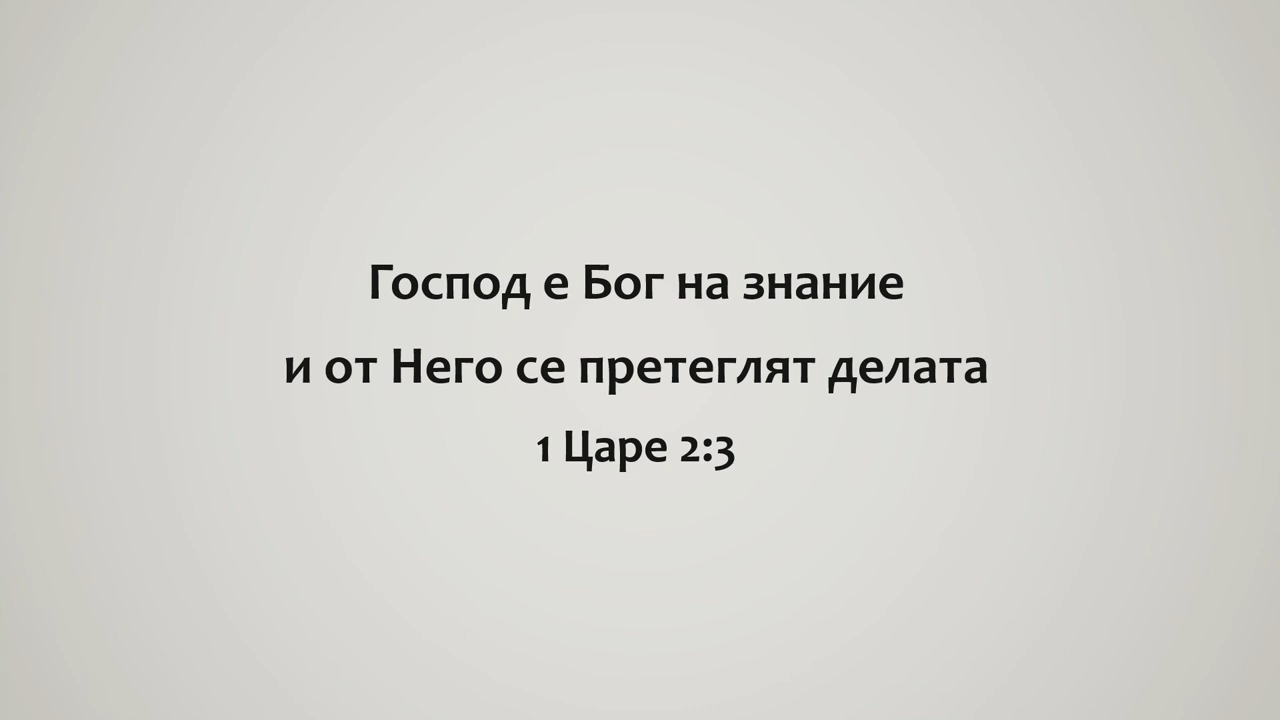 Господ е Бог на знание
и от Него се претеглят делата
1 Царе 2:3